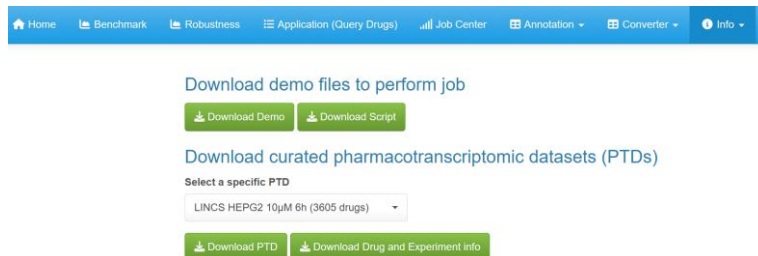 Home Benchmark Robustness Application (Query Drugs) Job Center Annotation Converter Info
Download demo files to perform job
Download Demo Download Script
Download curated pharmacotranscriptomic datasets (PTDs)
Select a specific PTD
LINCS HEPG2 10μM 6h (3605 drugs)
Download PTD Download Drug and Experiment info